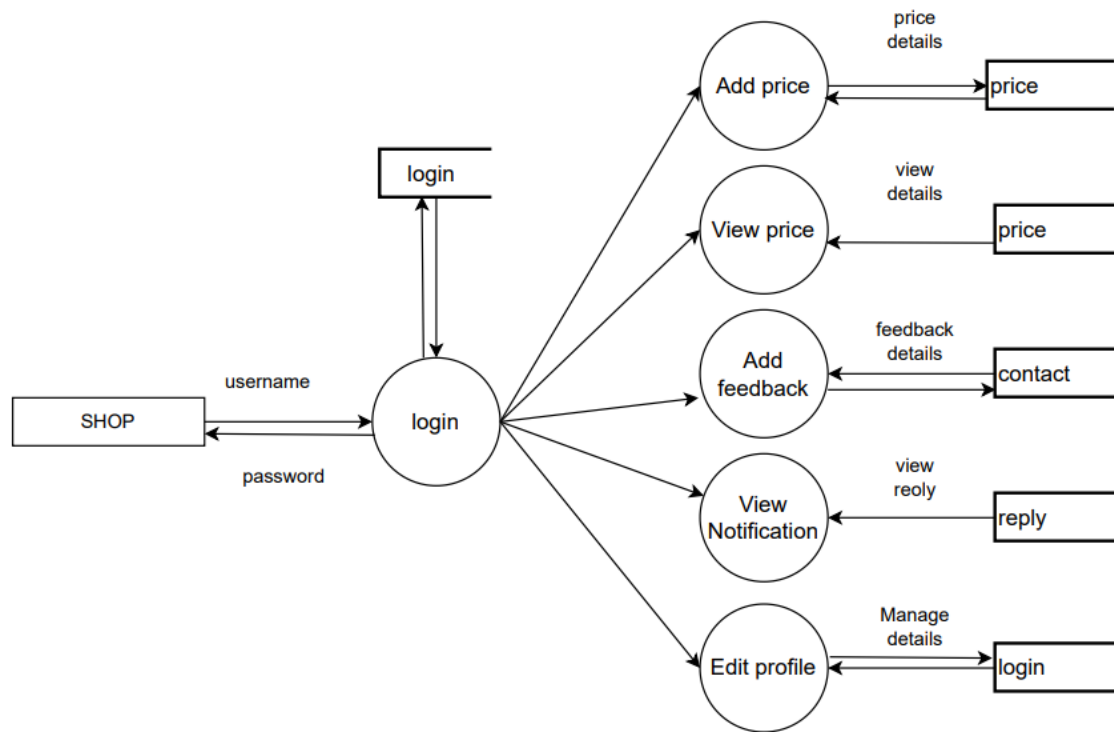 price
details
Add price
price
login
view
details
View price
price
feedback
details
Add
feedback
contact
username
SHOP
login
password
view
reoly
View
Notification
reply
Manage
details
Edit profile
login